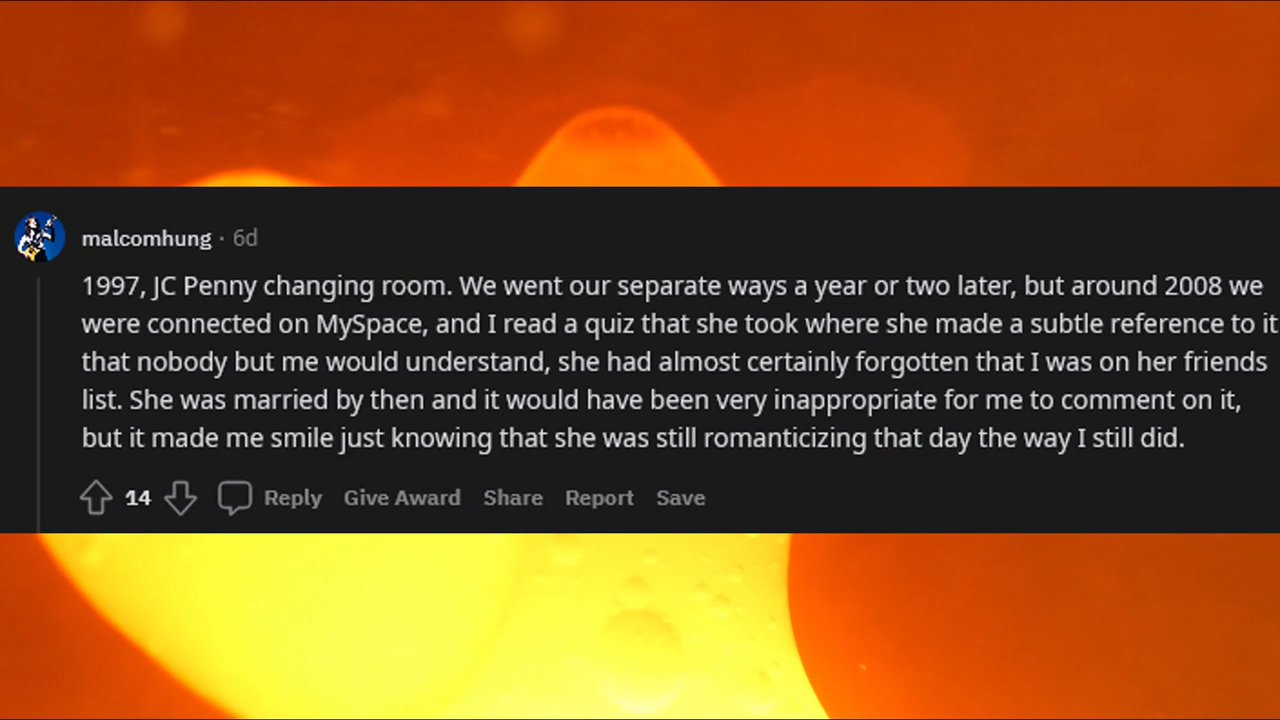 malcomhung · 6d
1997, JC Penny changing room. We went our separate ways a year or two later, but around 2008 we
were connected on MySpace, and I read a quiz that she took where she made a subtle reference to it
that nobody but me would understand, she had almost certainly forgotten that I was on her friends
list. She was married by then and it would have been very inappropriate for me to comment on it,
but it made me smile just knowing that she was still romanticizing that day the way I still did.
14 Reply Give Award Share Report Save